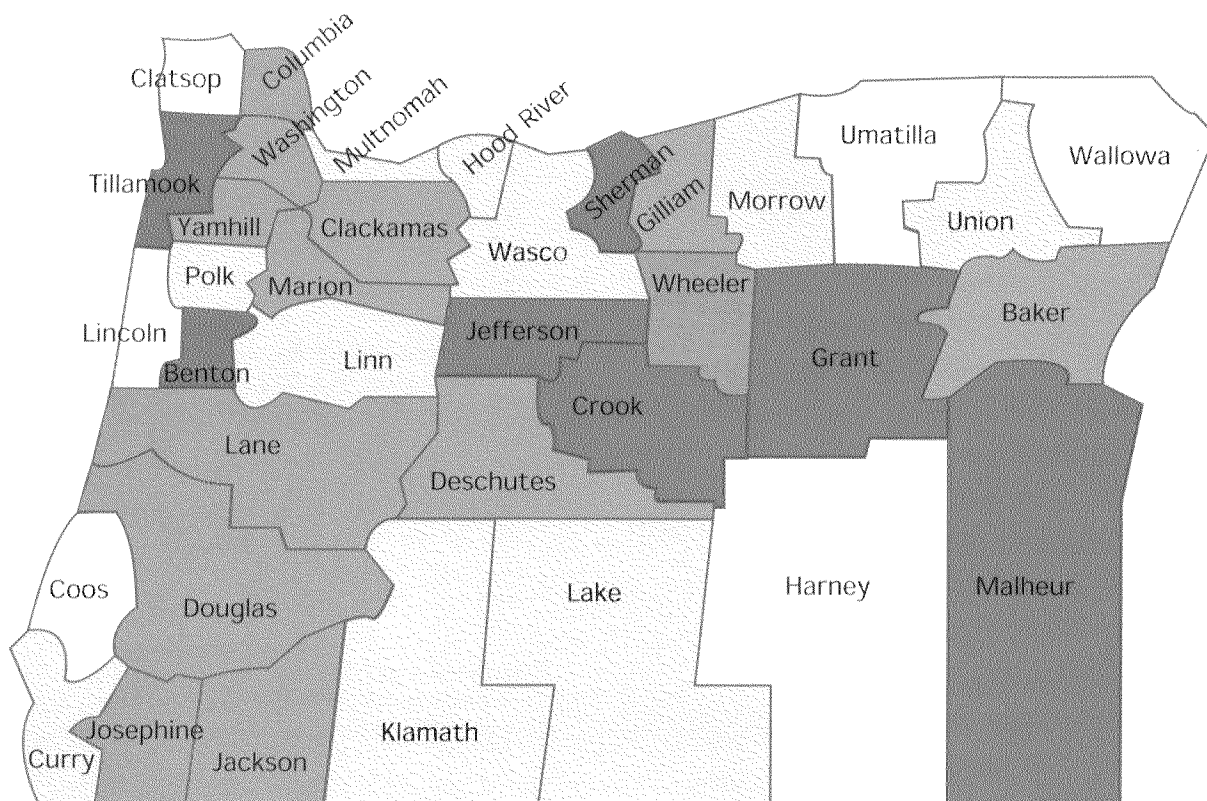 Columbia
Clatsop
Washington
Multnomah
Hood River
Umatilla
Wallowa
Tillamook
Sherman
Gilliam
Morrow
Union
Yamhill
Clackamas
Wasco
Polk
Marion
Wheeler
Lincoln
Jefferson
Baker
Benton
Linn
Grant
Crook
Lane
Deschutes
Coos
Douglas
Lake
Harney
Malheur
Josephine
Klamath
Curry
Jackson